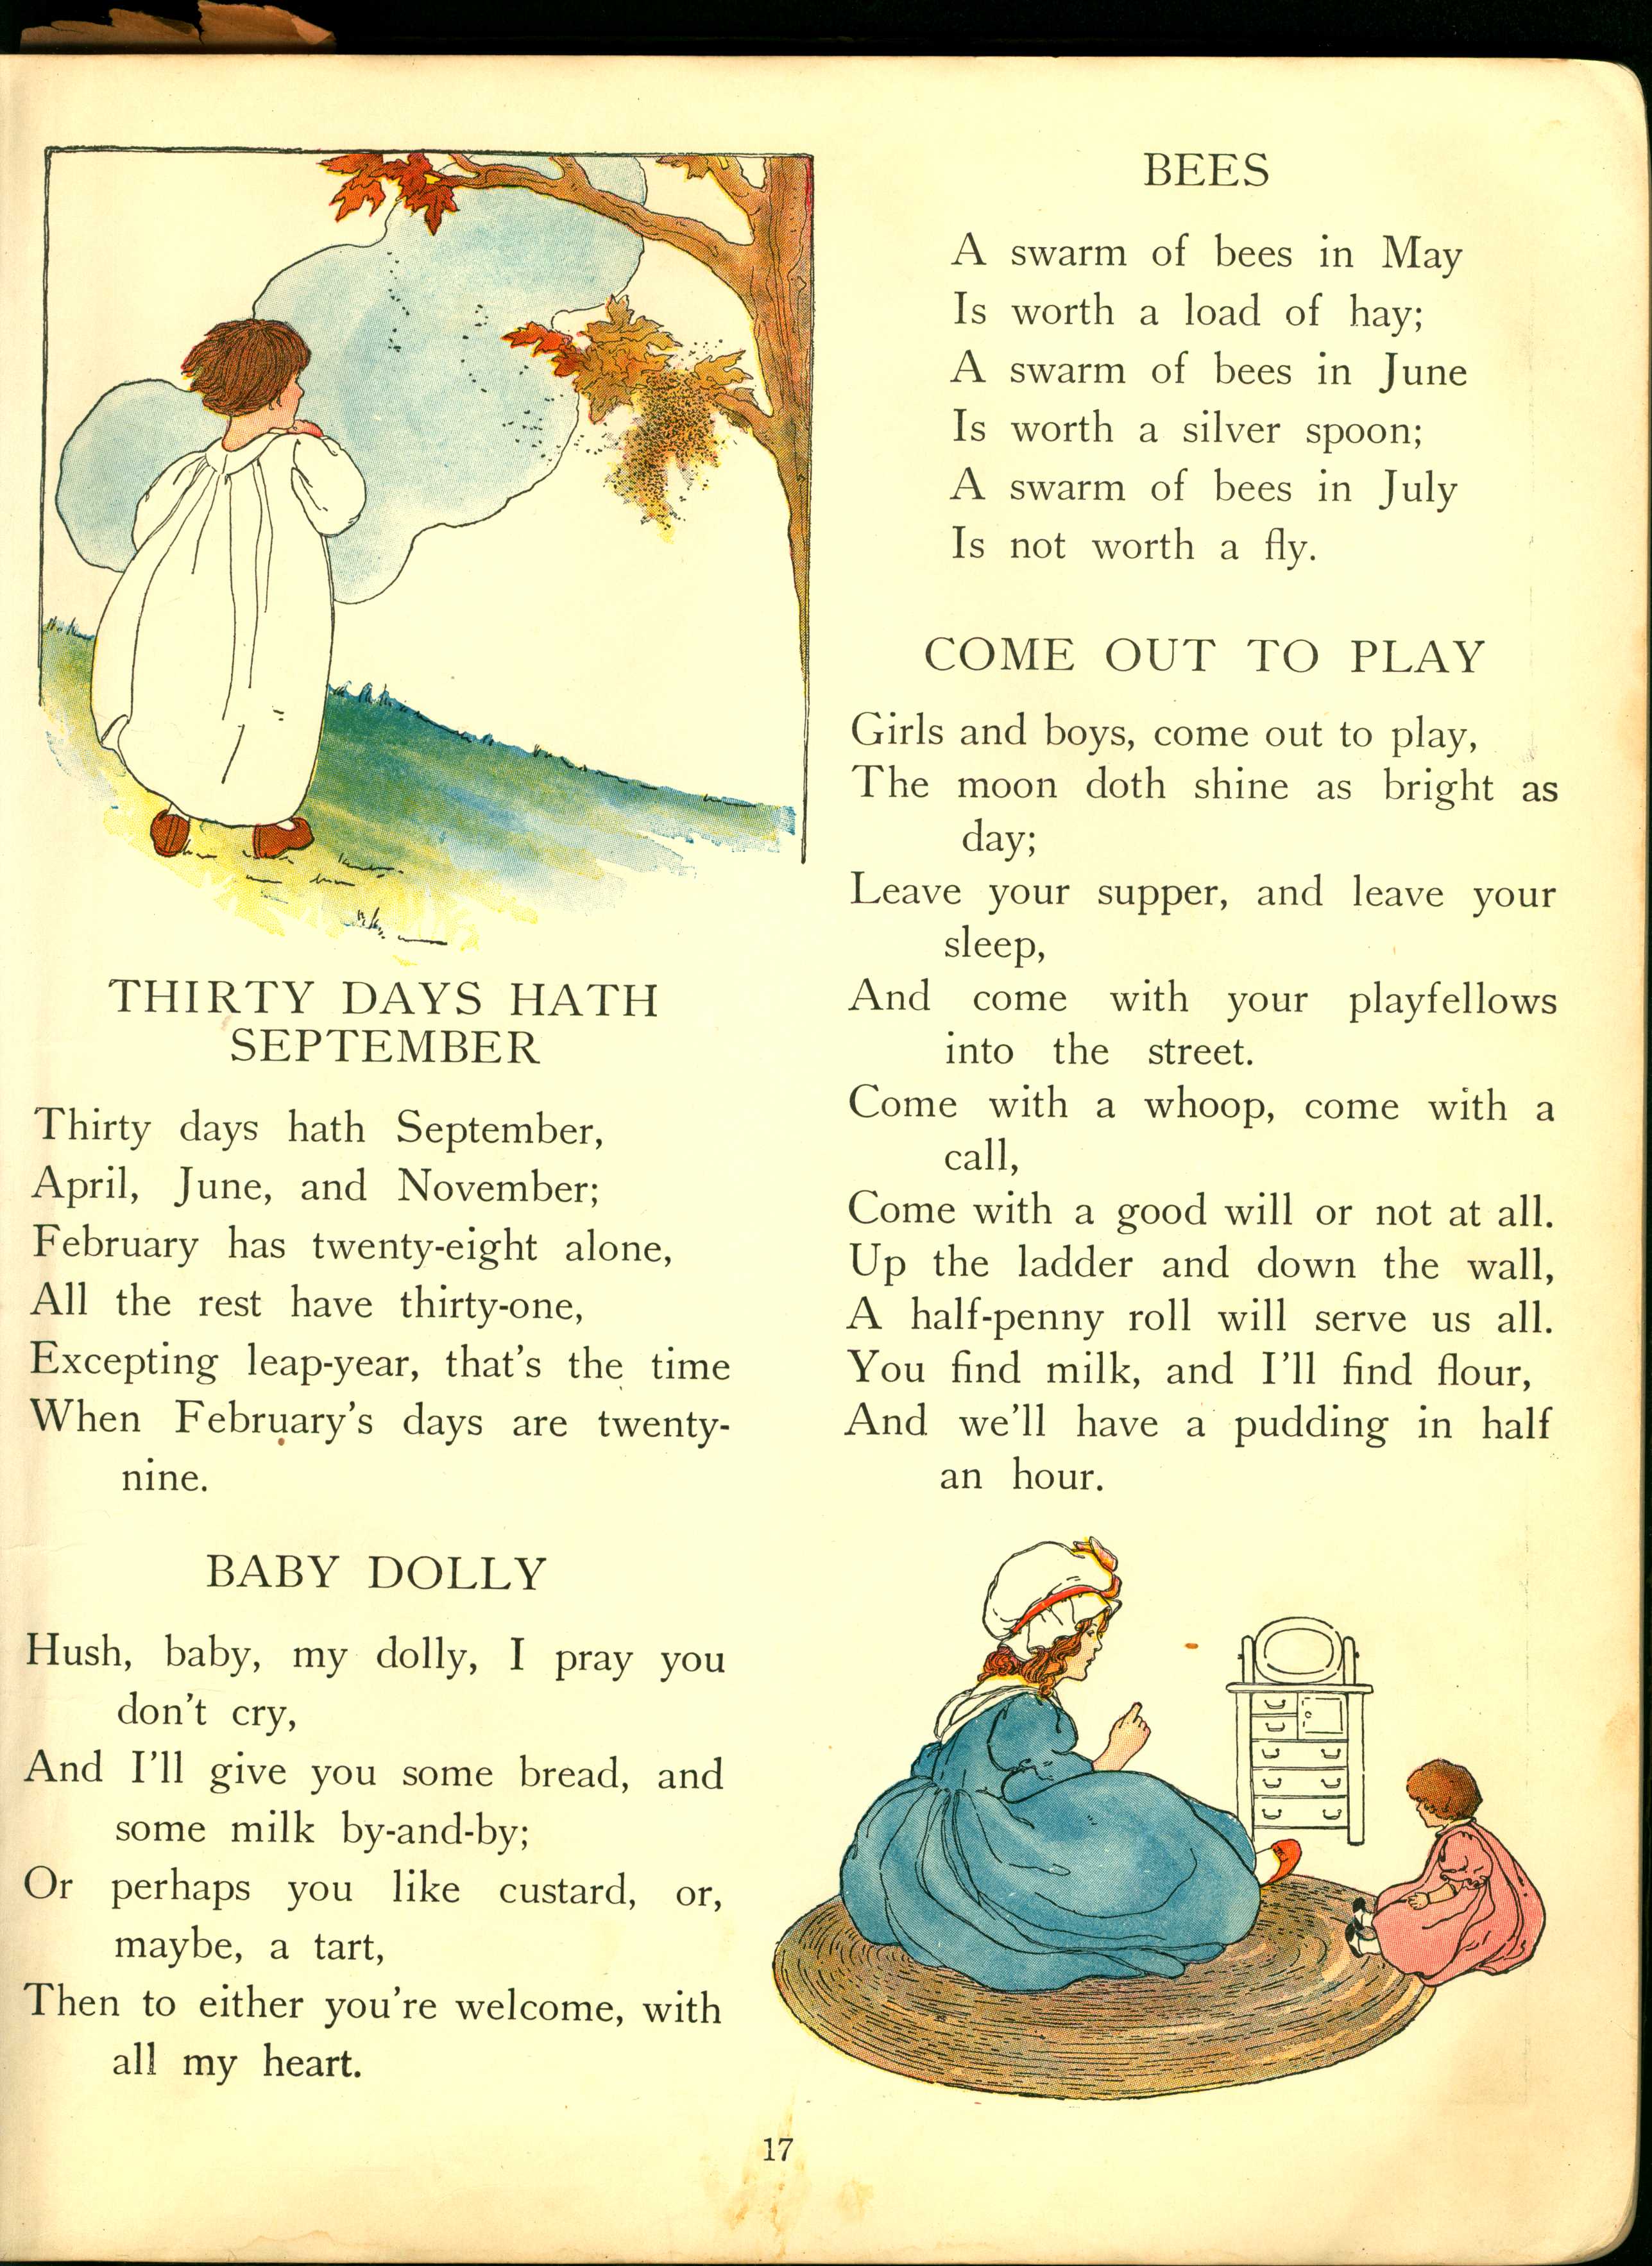 THIRTY DAYS HATH
SEPTEMBER
Thirty days hath September,
April, June, and November;
February has twenty-eight alone,
All the rest have thirty-one,
Excepting leap-year, that's the time
When February's days are twenty-
nine.
BABY DOLLY
Hush, baby, my dolly, I pray you
don't cry,
And I'll give you some bread, and
some milk by-and-by;
Or perhaps you like custard, or,
maybe, a tart,
Then to either you're welcome, with
all my heart.
BEES
A swarm of bees in May
Is worth a load of hay;
A swarm of bees in June
Is worth a silver spoon;
A swarm of bees in July
Is not worth a fly.
COME OUT TO PLAY
Girls and boys, come out to play,
The moon doth shine as bright as
day;
Leave your supper, and leave your
sleep,
And come with your playfellows
into the street.
Come with a whoop, come with a
call,
Come with a good will or not at all.
Up the ladder and down the wall,
A half-penny roll will serve us all.
You find milk, and I'll find flour,
And we'll have a pudding in half
an hour.
17